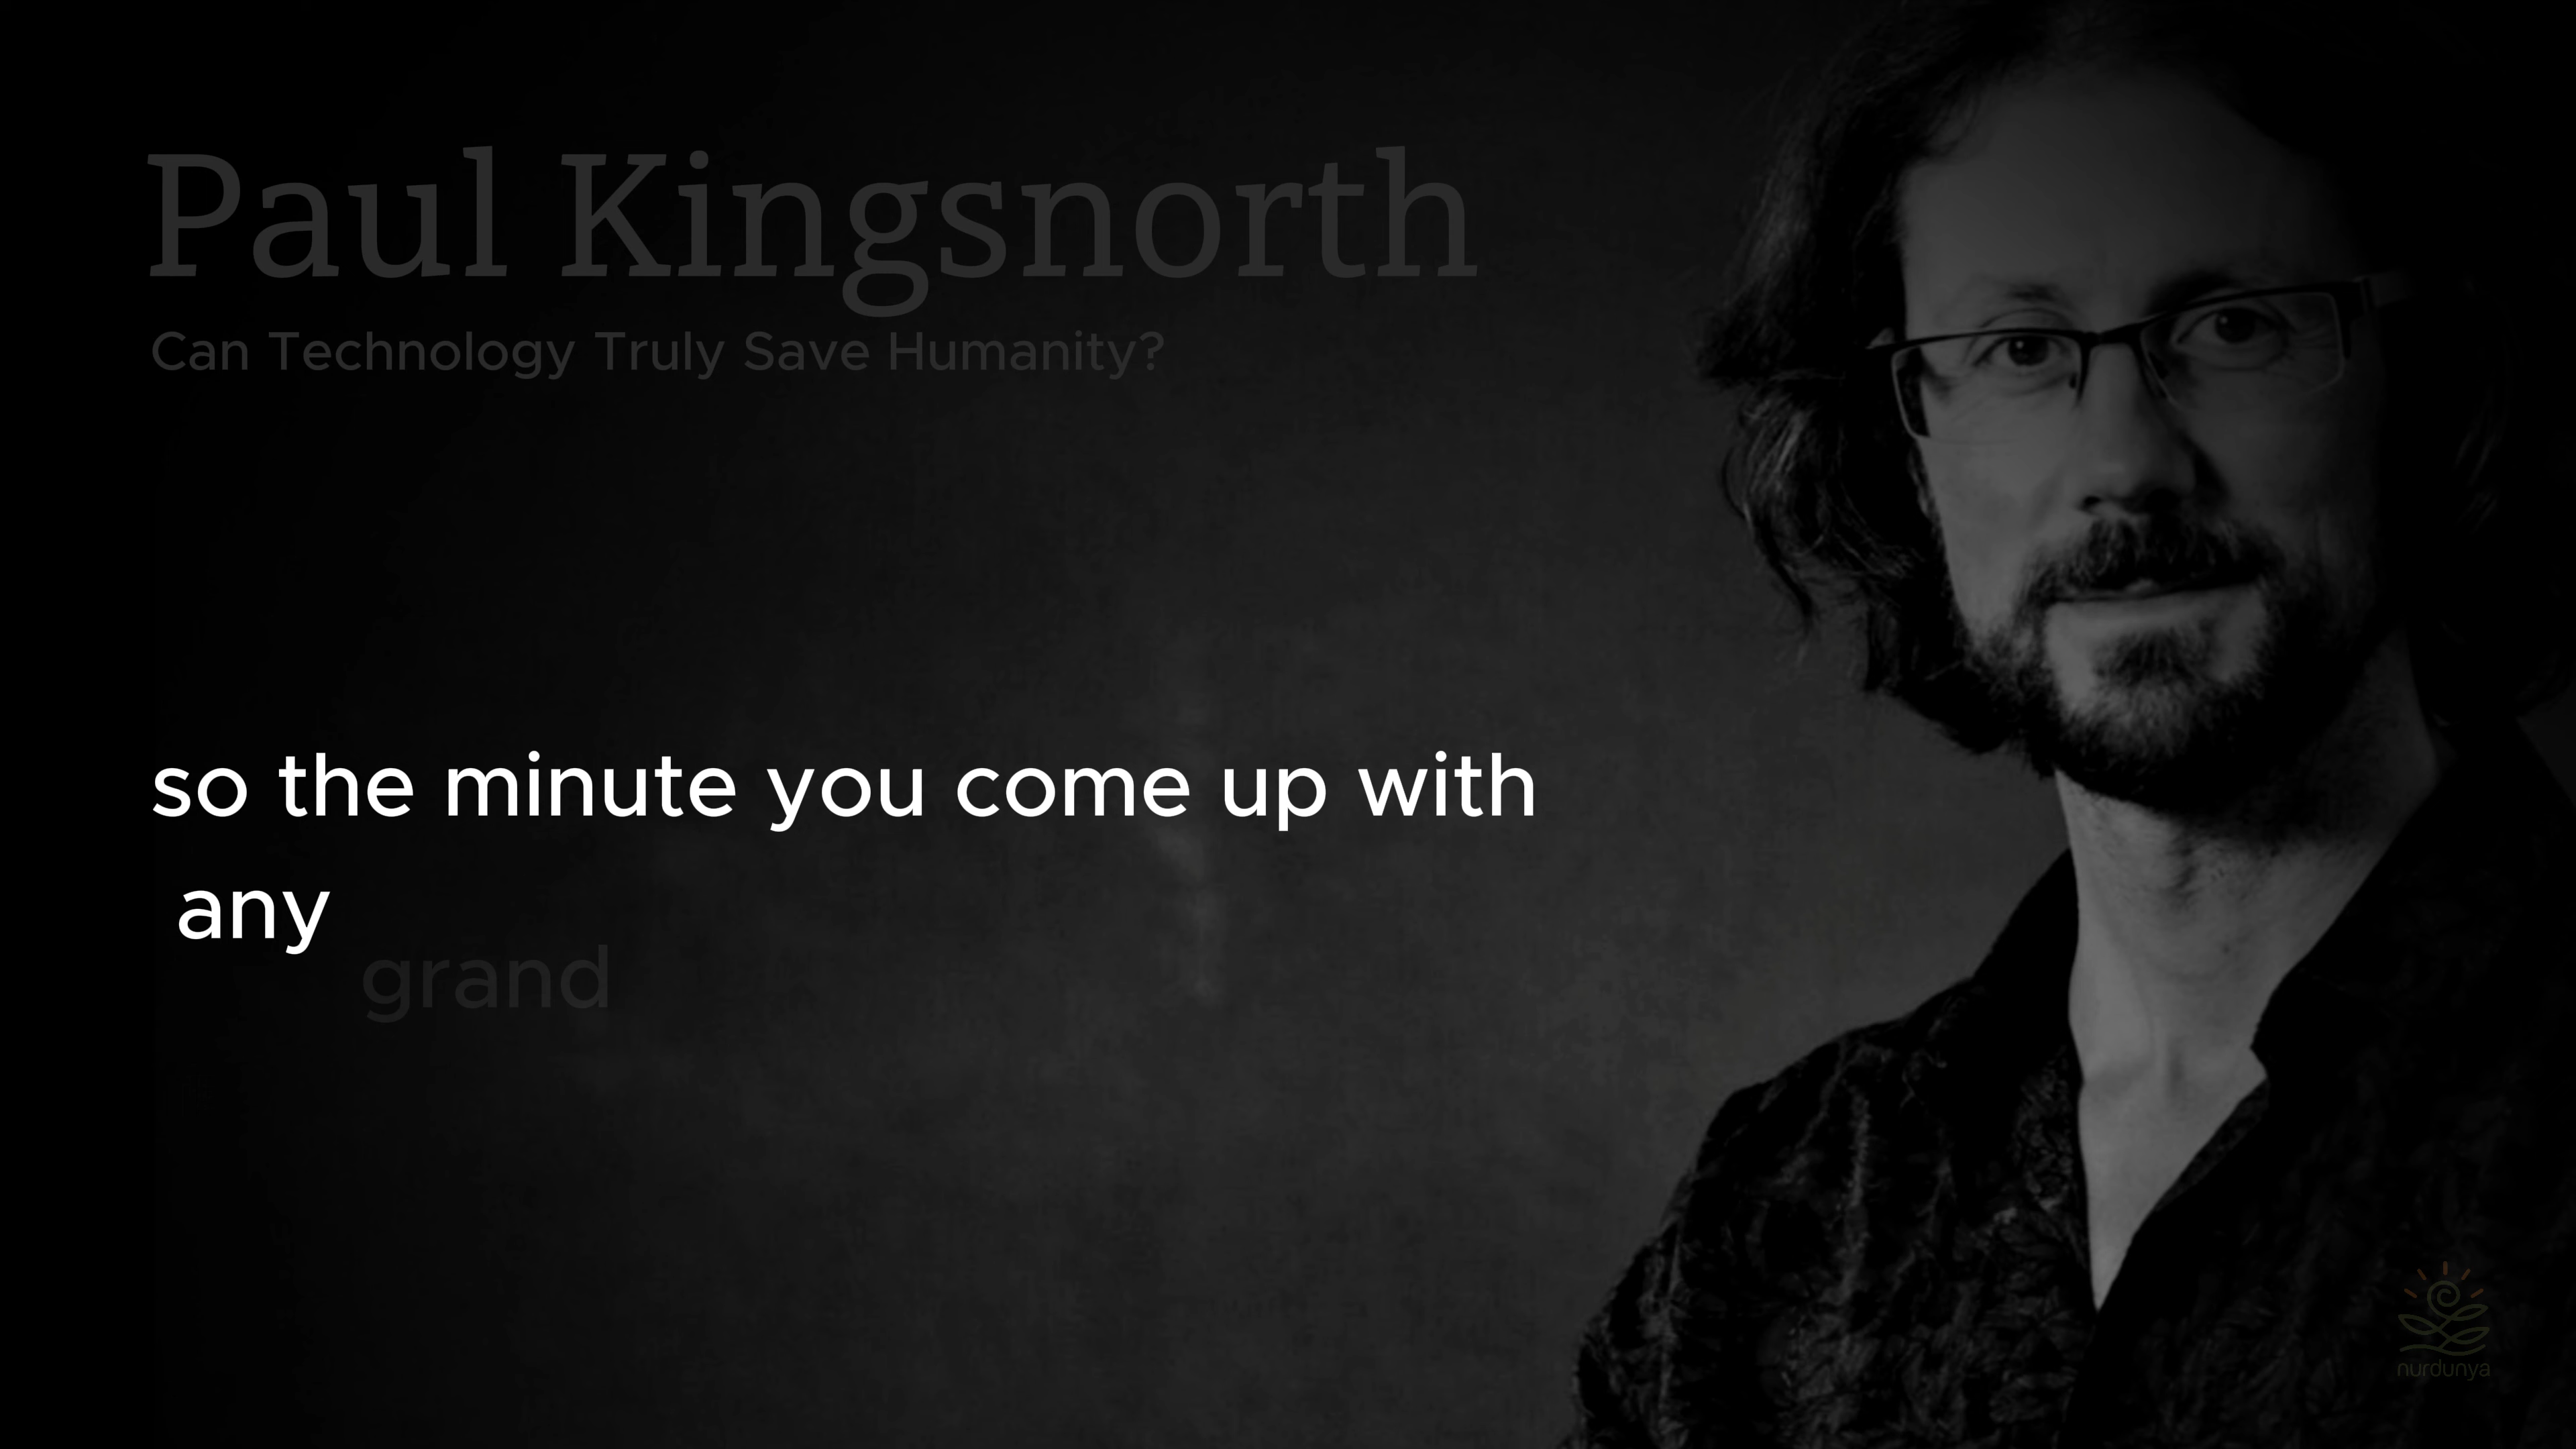 Paul Kingsnorth
Can Technology Truly Save Humanity?
so the minute you come up with
any
grand
nurdunya